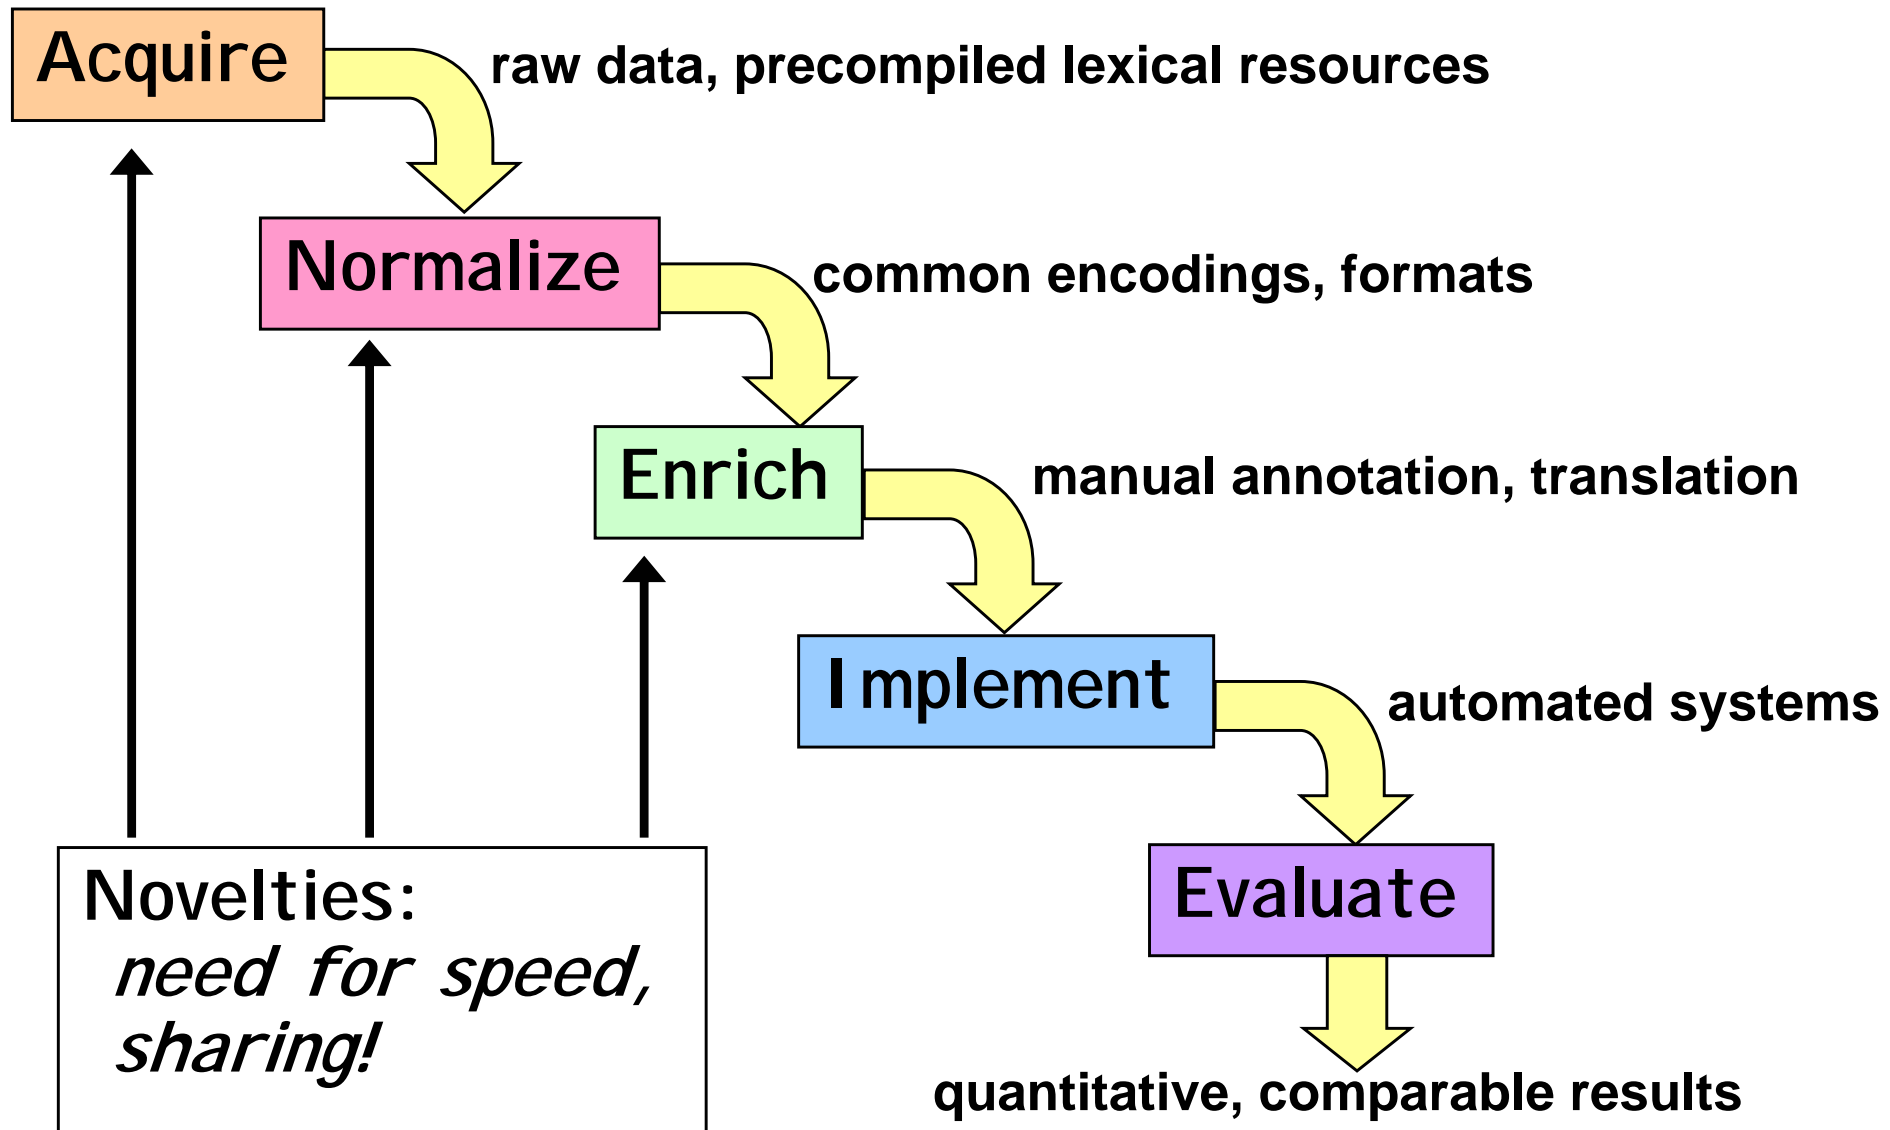 Acquire
raw data, precompiled lexical resources
Normalize
common encodings, formats
Enrich
manual annotation, translation
Implement
automated systems
Evaluate
Novelties:
need for speed,
sharing!
quantitative, comparable results